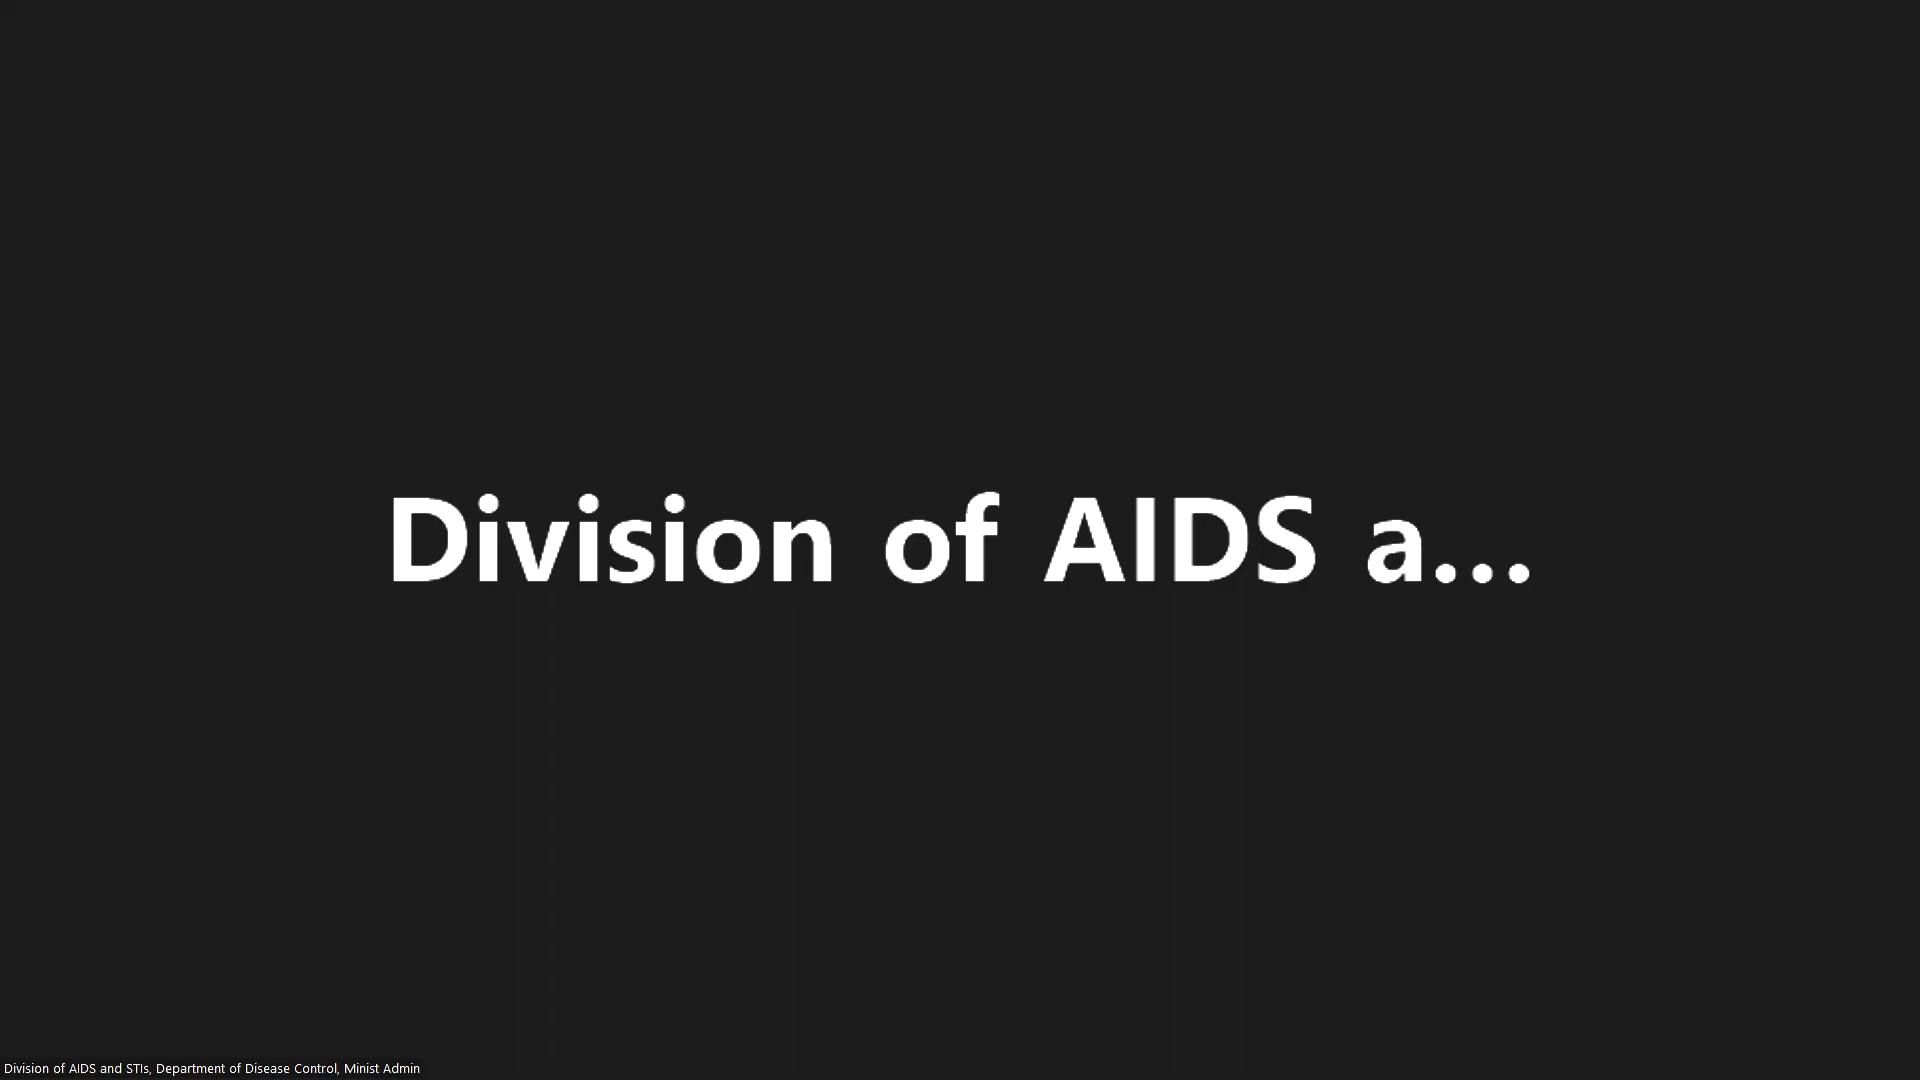 Division of AIDS a...
Division of AIDS and STIs, Department of Disease Control, Minist Admin